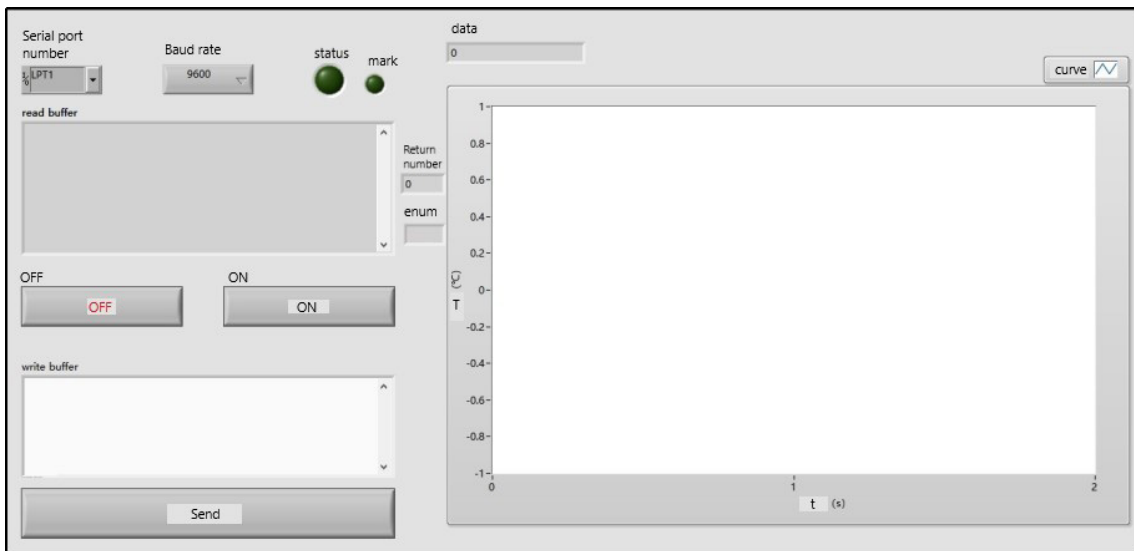 Serial port
number
LPT1
Baud rate
9600
status
mark
data
0
curve
read buffer
Return
number
0
enum
OFF
OFF
ON
ON
write buffer
Send
1
0.8
0.6
0.4
0.2
0
-0.2
-0.4
-0.6
-0.8
-1
T (℃)
0
1
2
t (s)